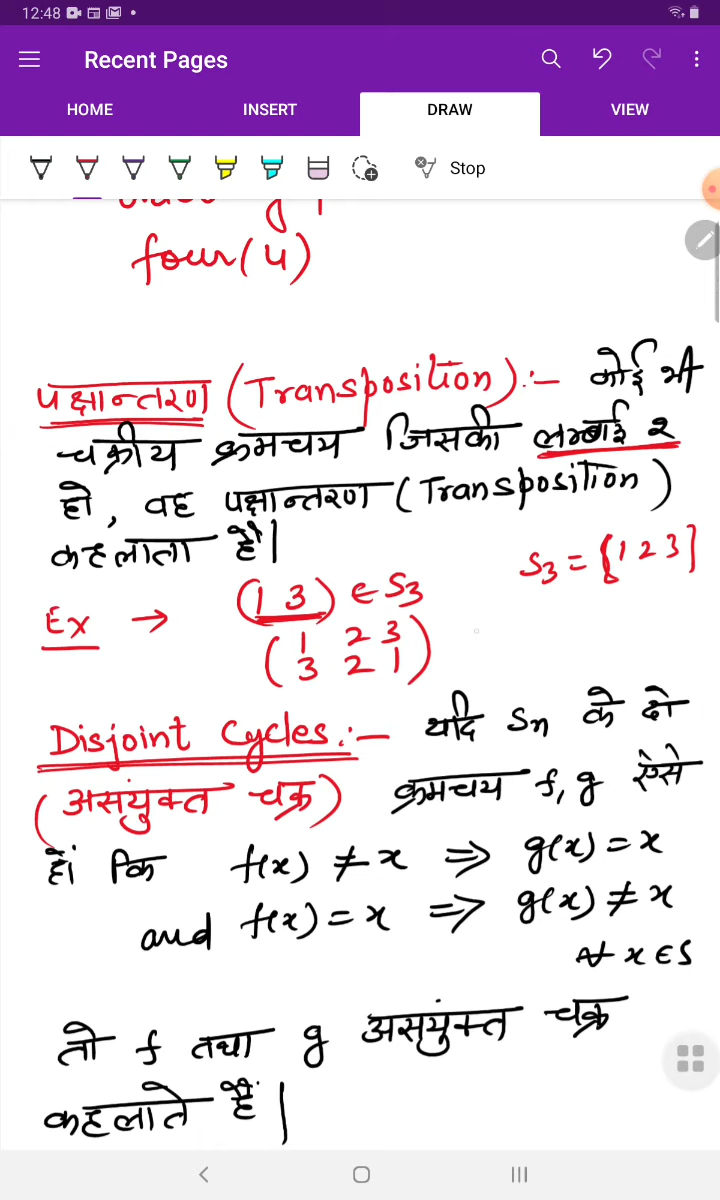 12:48
Recent Pages
HOME INSERT DRAW VIEW
Stop
four(4)
पक्षान्तरण (Transposition):- कोई भी
चक्रीय क्रमचय जिसकी लम्बाई 2
हो, वह पक्षान्तरण (Transposition)
कहलाता है।
S₃ = {1 2 3}
Ex → (1 3) ∈ S₃
(1 2 3
3 2 1)
Disjoint Cycles:- यदि Sn के दो
(असंयुक्त चक्र) क्रमचय f, g ऐसे
हों कि f(x) ≠ x ⇒ g(x) = x
and f(x) = x ⇒ g(x) ≠ x
∀ x ∈ S
तो f तथा g असयुंक्त चक्र
कहलाते हैं।